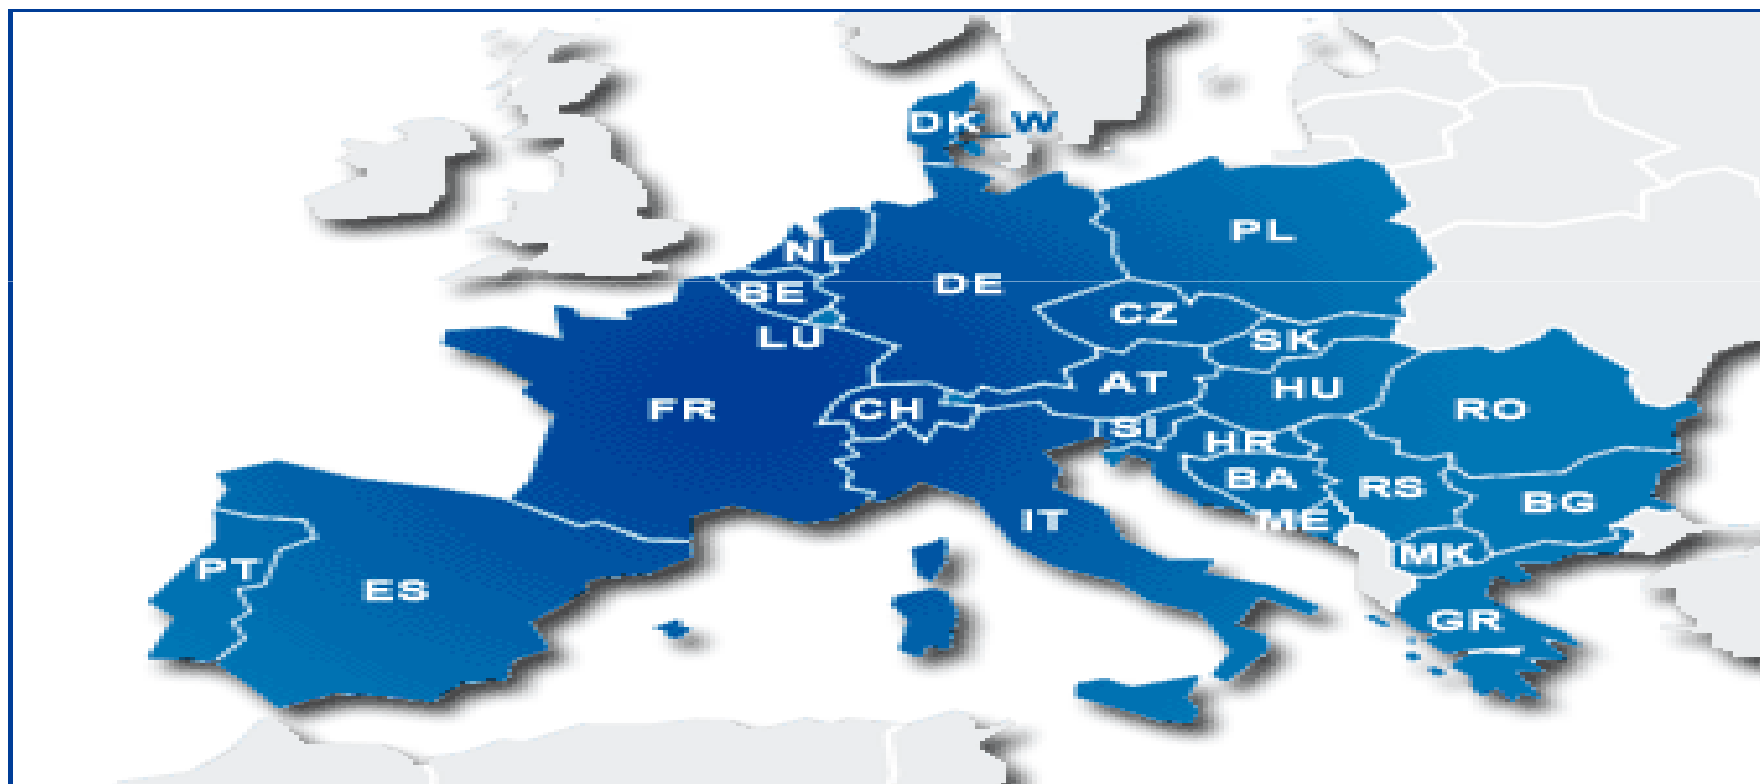 DK_W
PL
NL
DE
BE
CZ
LU
SK
AT
HU
FR
CH
RO
SI
HR
BA
RS
BG
IT
ME
MK
PT
ES
GR